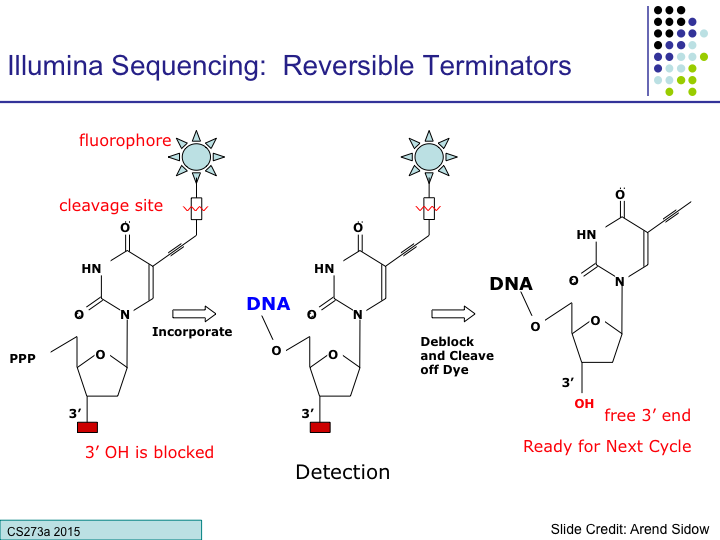 Illumina Sequencing:  Reversible Terminators
fluorophore
cleavage site
O
HN
O
N
PPP
O
3’
3’ OH is blocked
Incorporate
O
HN
O
N
DNA
O
O
3’
Detection
Deblock
and Cleave
off Dye
O
HN
O
N
DNA
O
O
3’
OH
free 3’ end
Ready for Next Cycle
CS273a 2015
Slide Credit: Arend Sidow